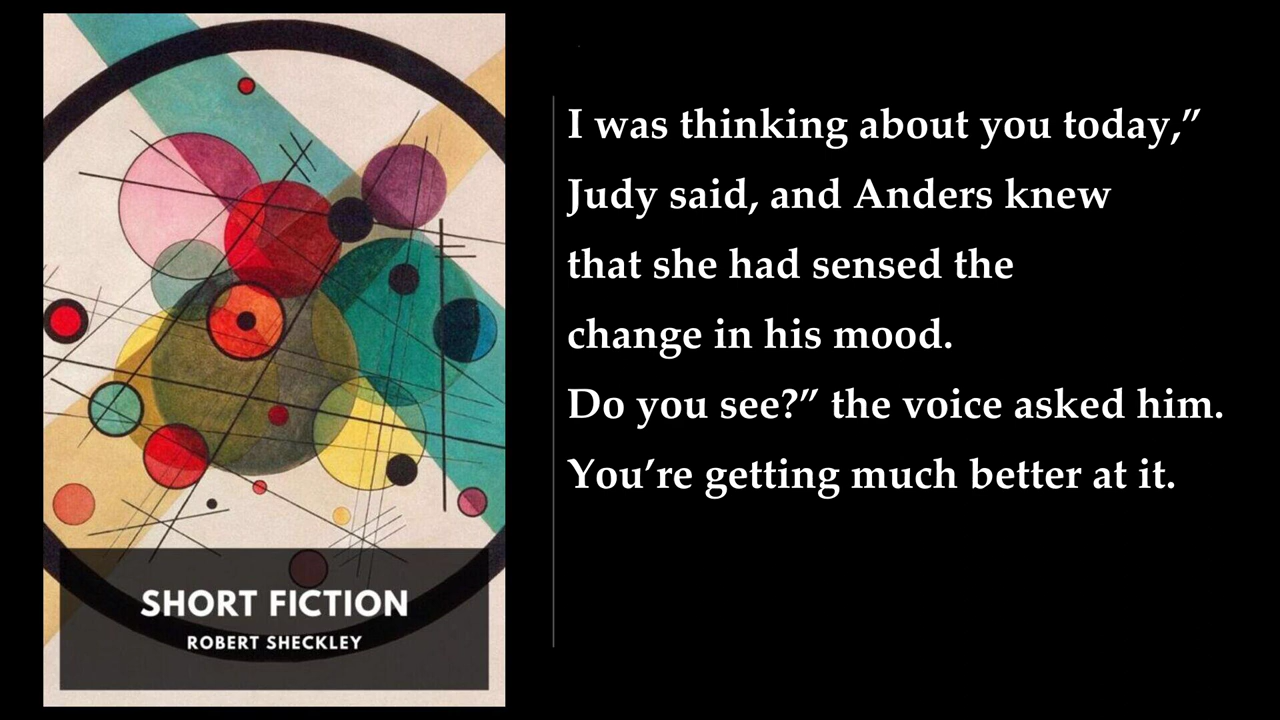 SHORT FICTION
ROBERT SHECKLEY
I was thinking about you today,”
Judy said, and Anders knew
that she had sensed the
change in his mood.
Do you see?” the voice asked him.
You’re getting much better at it.